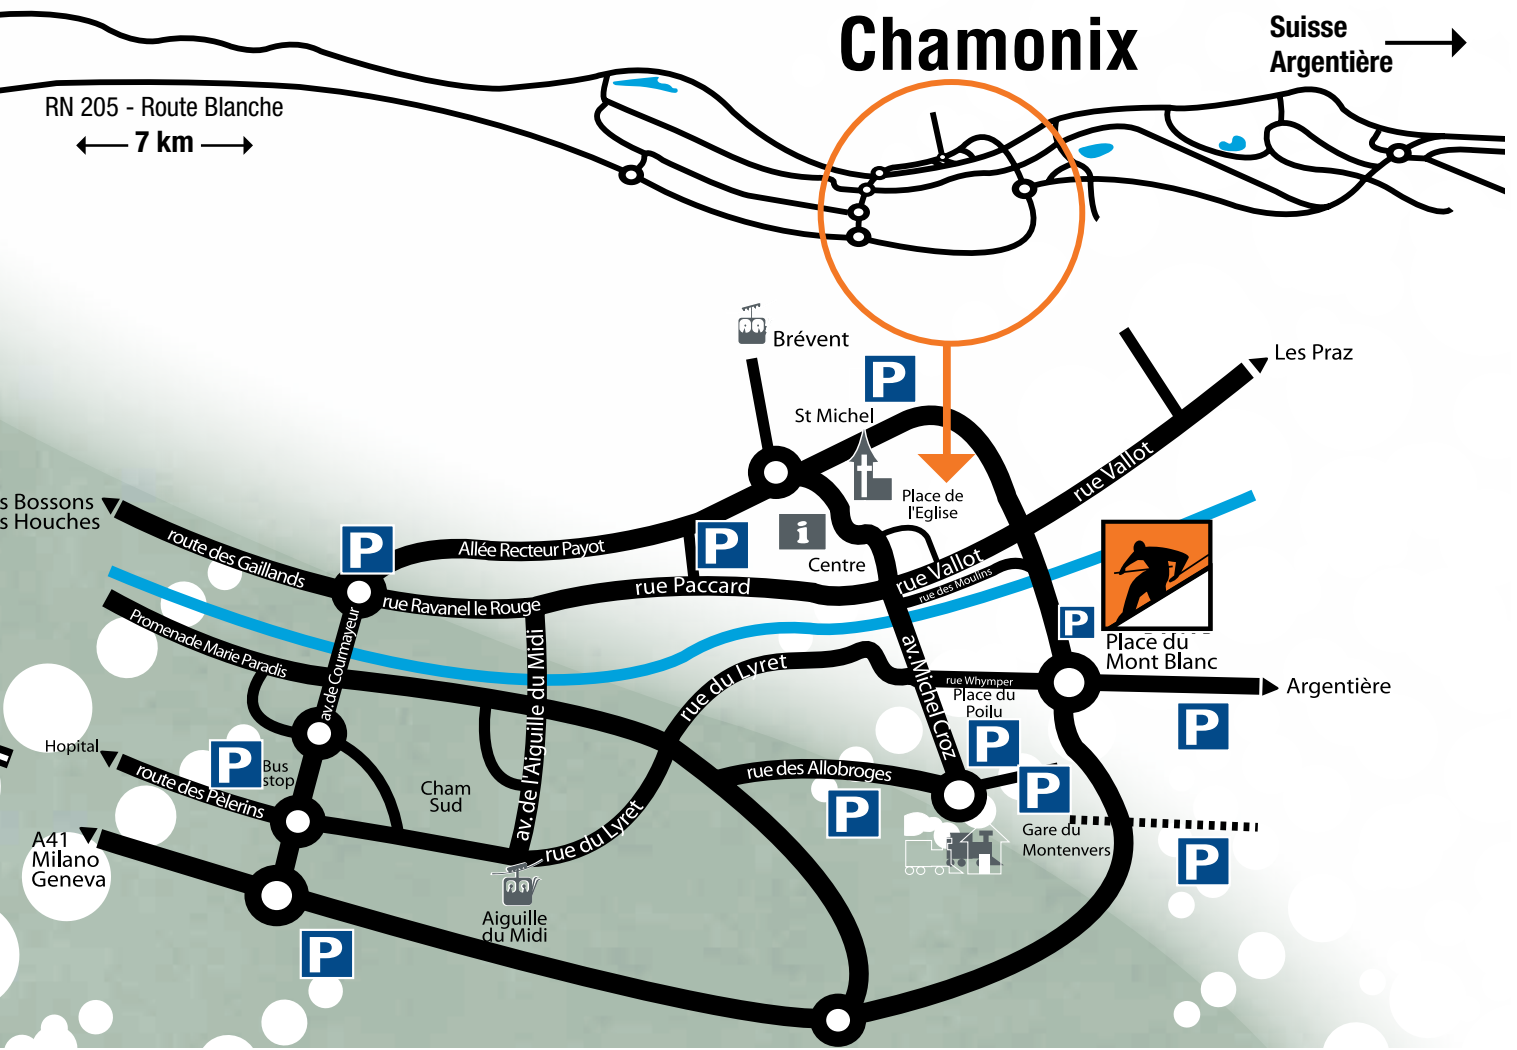 Chamonix
Suisse
Argentière
RN 205 - Route Blanche
7 km
Brévent
Les Praz
P
St Michel
rue Vallot
Place de
l'Eglise
s Bossons
s Houches
route des Gaillands
P
Allée Recteur Payot
P
i
Centre
rue Vallot
rue des Moulins
rue Paccard
rue Ravanel le Rouge
Promenade Marie Paradis
av. de Courmayeur
av. de l'Aiguille du Midi
rue du Lyret
av. Michel Croz
P
Place du
Mont Blanc
rue Whymper
Place du
Poilu
Argentière
P
P
Hopital
P
Bus
stop
route des Pèlerins
Cham
Sud
rue des Allobroges
P
P
rue du Lyret
Gare du
Montenvers
P
A41
Milano
Geneva
Aiguille
du Midi
P